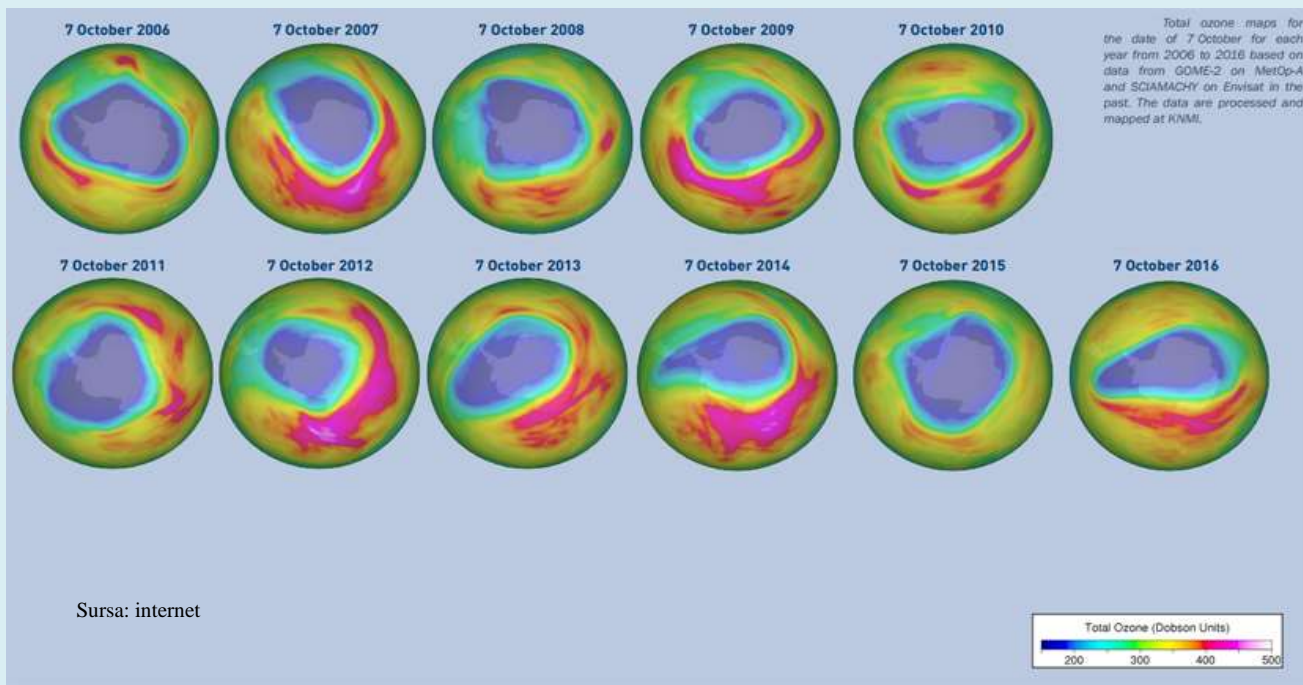 7 October 2006
7 October 2007
7 October 2008
7 October 2009
7 October 2010
Total ozone maps for
the date of 7 October for each
year from 2006 to 2016 based on
data from GOME-2 on MetOp-A
and SCIAMACHY on Envisat in the
past. The data are processed and
mapped at KNMI.
7 October 2011
7 October 2012
7 October 2013
7 October 2014
7 October 2015
7 October 2016
Sursa: internet
Total Ozone (Dobson Units)
200 300 400 500